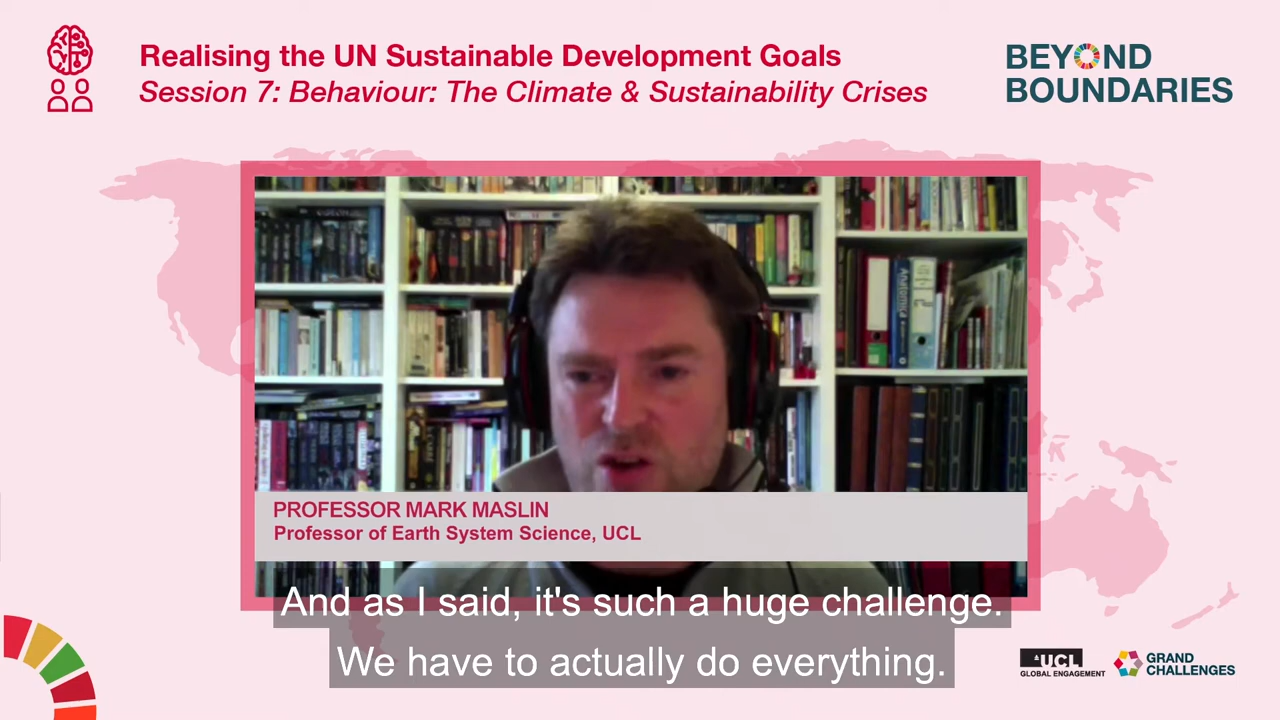 Realising the UN Sustainable Development Goals
Session 7: Behaviour: The Climate & Sustainability Crises
BEYOND
BOUNDARIES
Anatomica
PROFESSOR MARK MASLIN
Professor of Earth System Science, UCL
And as I said, it's such a huge challenge.
We have to actually do everything.
UCL
GLOBAL ENGAGEMENT
GRAND
CHALLENGES